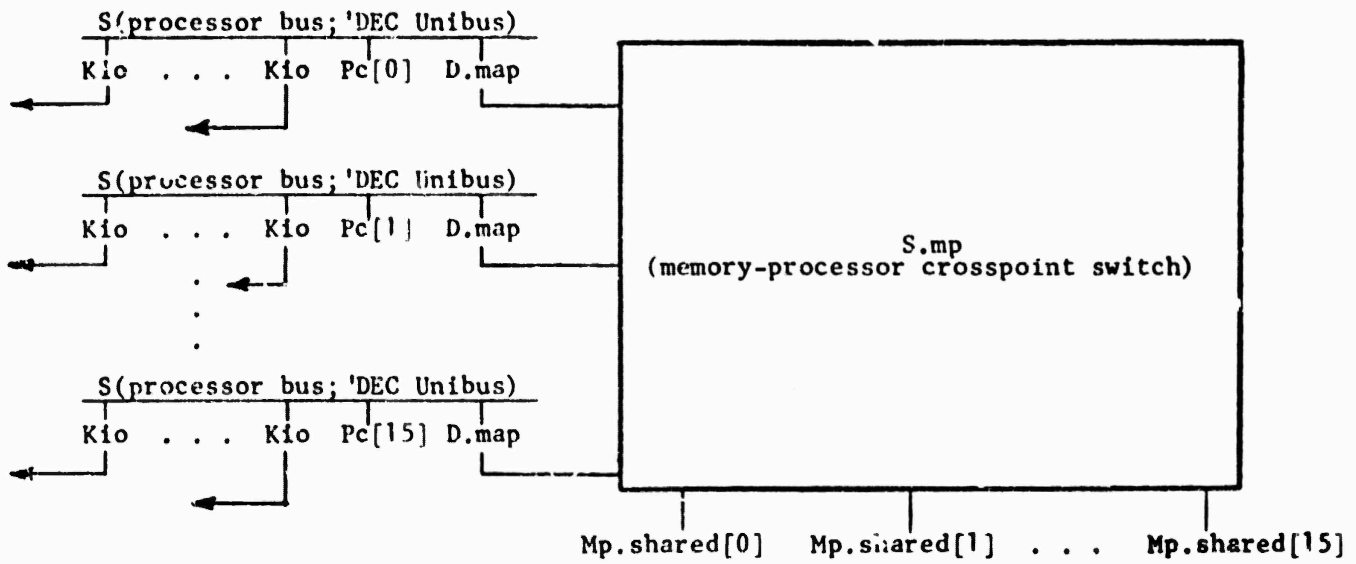 S(processor bus; 'DEC Unibus)
Kio . . . Kio Pc[0] D.map
S(processor bus; 'DEC Unibus)
Kio . . . Kio Pc[1] D.map
.
.
.
S(processor bus; 'DEC Unibus)
Kio . . . Kio Pc[15] D.map
S.mp
(memory-processor crosspoint switch)
Mp.shared[0] Mp.shared[1] . . . Mp.shared[15]